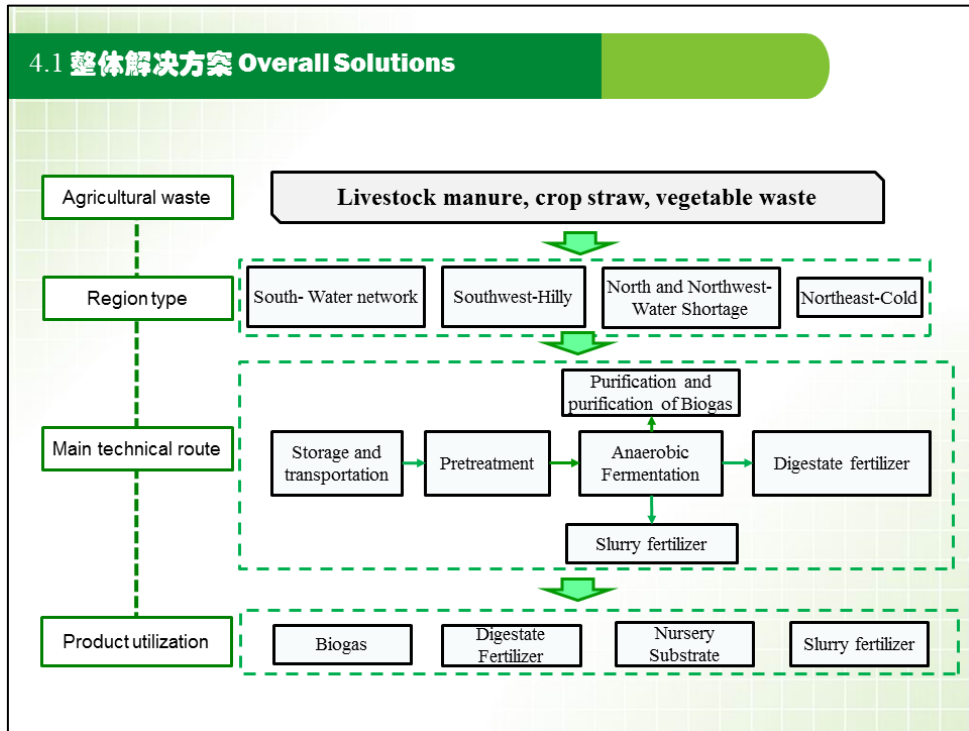 4.1 整体解决方案 Overall Solutions
Agricultural waste
Livestock manure, crop straw, vegetable waste
Region type
South- Water network
Southwest-Hilly
North and Northwest-
Water Shortage
Northeast-Cold
Main technical route
Purification and
purification of Biogas
Storage and
transportation
Pretreatment
Anaerobic
Fermentation
Digestate fertilizer
Slurry fertilizer
Product utilization
Biogas
Digestate
Fertilizer
Nursery
Substrate
Slurry fertilizer